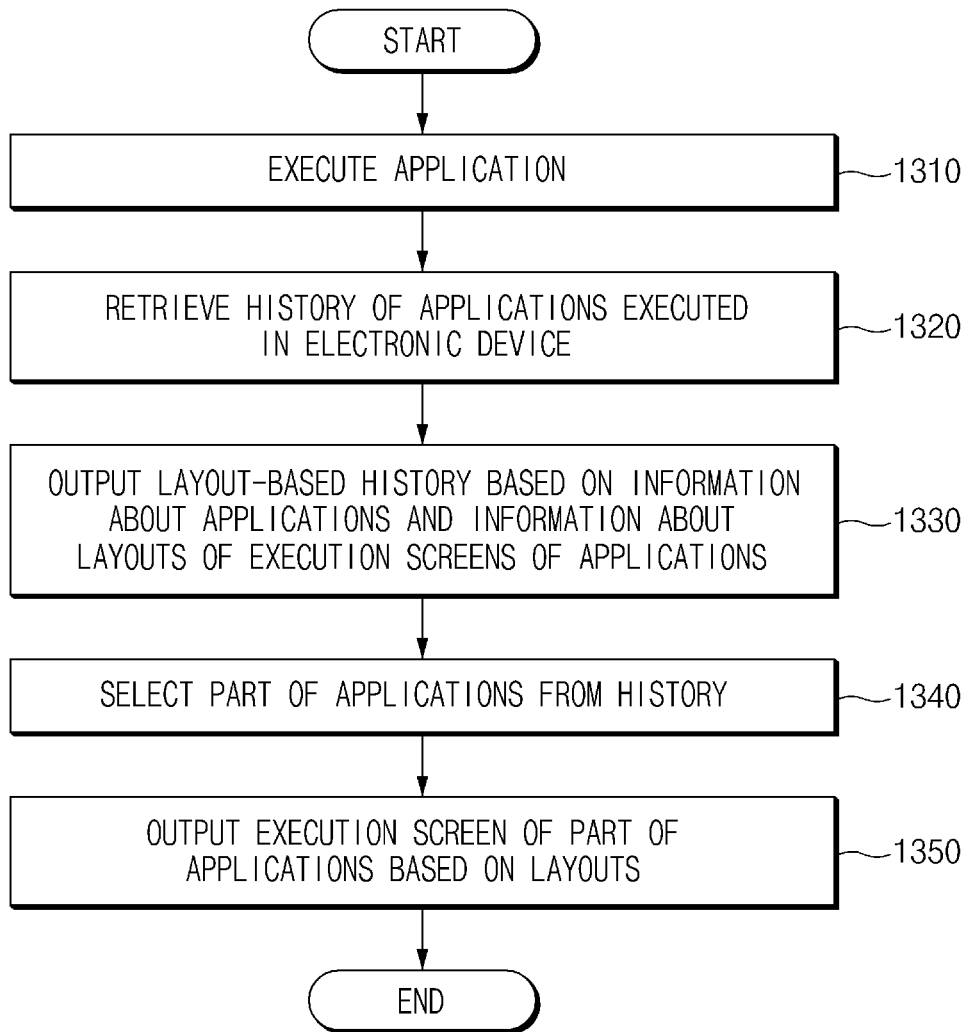 START
EXECUTE APPLICATION
1310
RETRIEVE HISTORY OF APPLICATIONS EXECUTED
IN ELECTRONIC DEVICE
1320
OUTPUT LAYOUT-BASED HISTORY BASED ON INFORMATION
ABOUT APPLICATIONS AND INFORMATION ABOUT
LAYOUTS OF EXECUTION SCREENS OF APPLICATIONS
1330
SELECT PART OF APPLICATIONS FROM HISTORY
1340
OUTPUT EXECUTION SCREEN OF PART OF
APPLICATIONS BASED ON LAYOUTS
1350
END